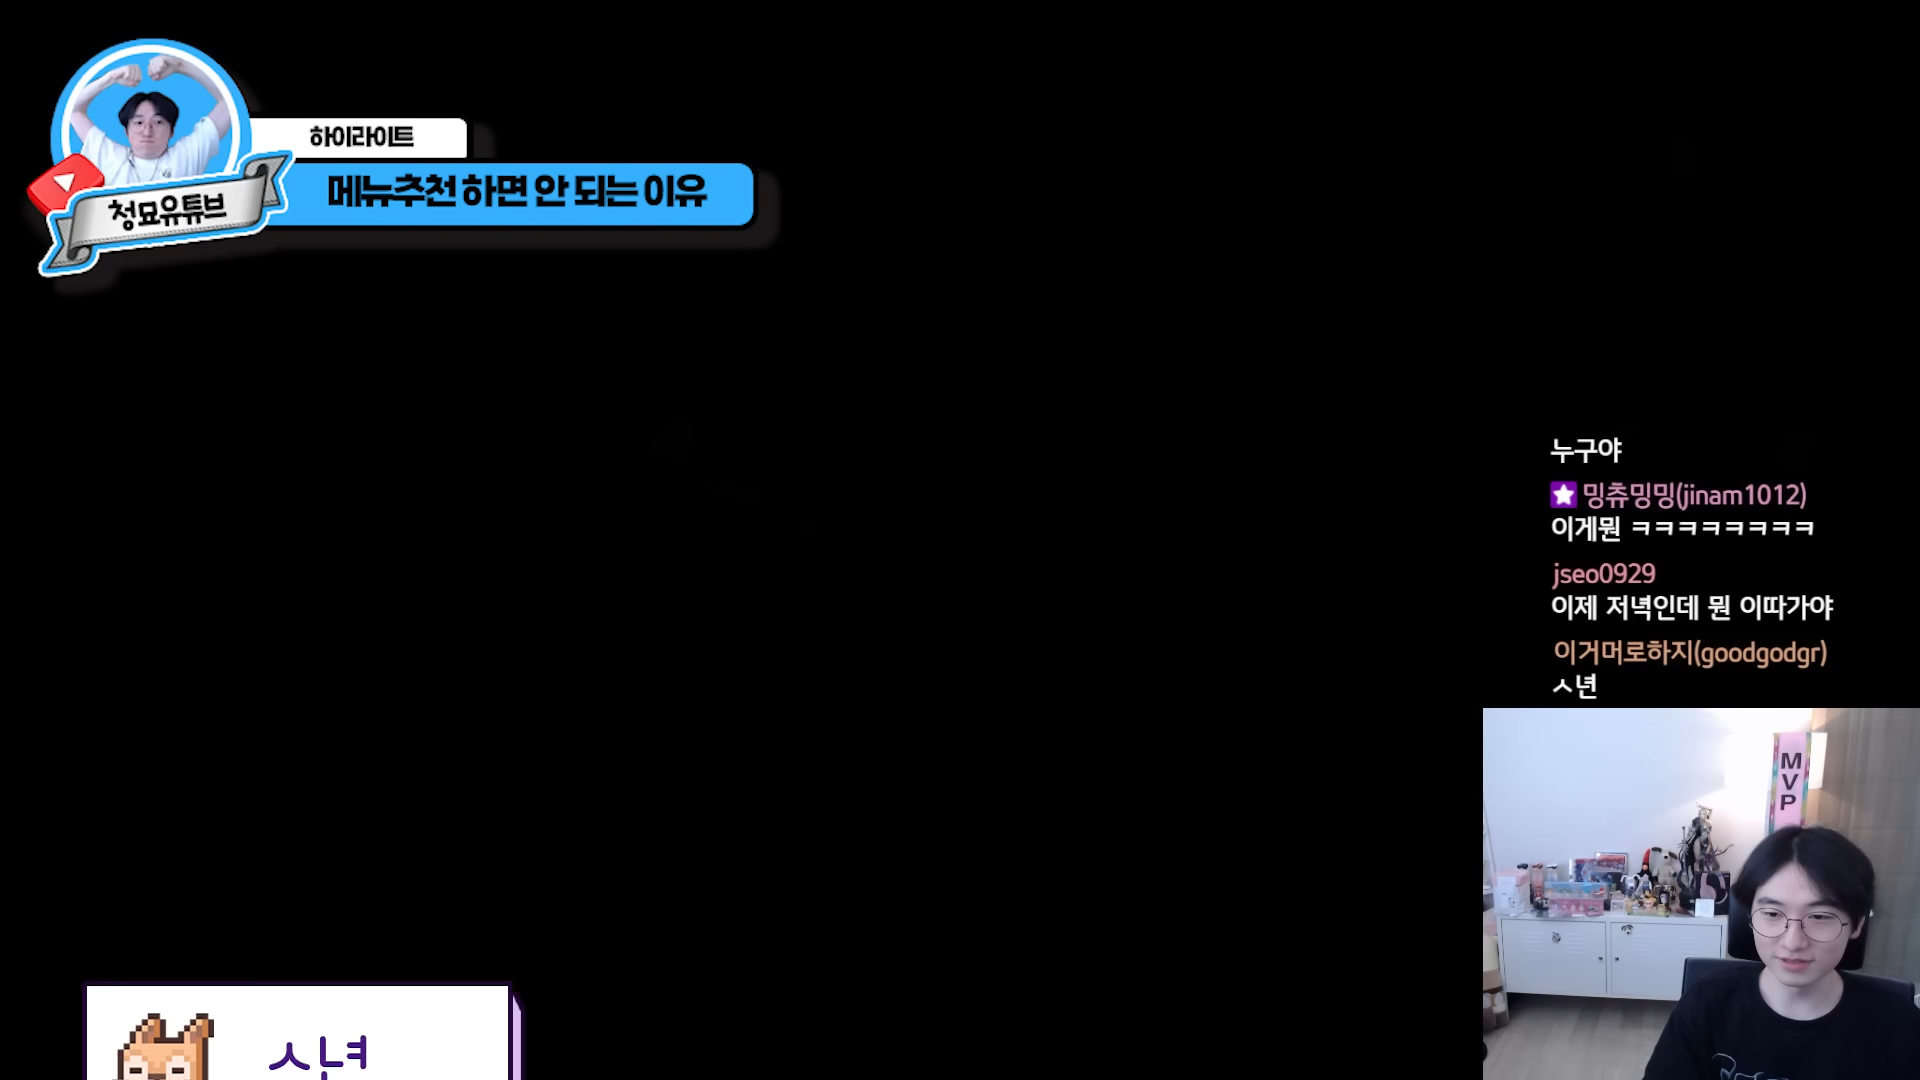 하이라이트
메뉴추천 하면 안 되는 이유
청묘유튜브
누구야
밍츄밍밍(jinam1012)
이게뭔 ㅋㅋㅋㅋㅋㅋㅋㅋ
jseo0929
이제 저녁인데 뭔 이따가야
이거머로하지(goodgodgr)
ㅅ년
MVP
ㅅ년